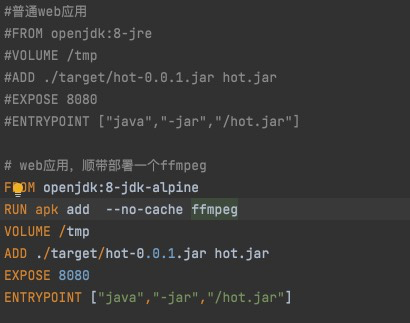 #普通web应用
#FROM openjdk:8-jre
#VOLUME /tmp
#ADD ./target/hot-0.0.1.jar hot.jar
#EXPOSE 8080
#ENTRYPOINT ["java","-jar","/hot.jar"]
# web应用，顺带部署一个ffmpeg
FROM openjdk:8-jdk-alpine
RUN apk add  --no-cache ffmpeg
VOLUME /tmp
ADD ./target/hot-0.0.1.jar hot.jar
EXPOSE 8080
ENTRYPOINT ["java","-jar","/hot.jar"]